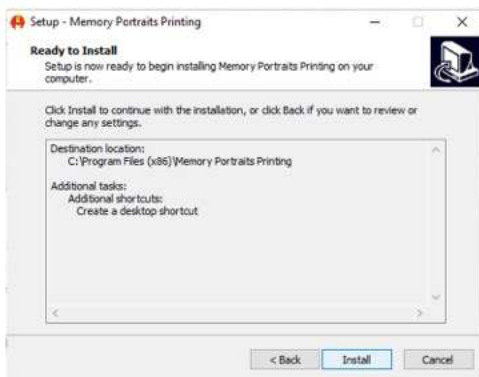 Setup - Memory Portraits Printing
Ready to Install
Setup is now ready to begin installing Memory Portraits Printing on your
computer.
Click Install to continue with the installation, or click Back if you want to review or
change any settings.
Destination location:
C:\Program Files (x86)\Memory Portraits Printing
Additional tasks:
Additional shortcuts:
Create a desktop shortcut
< Back Install Cancel